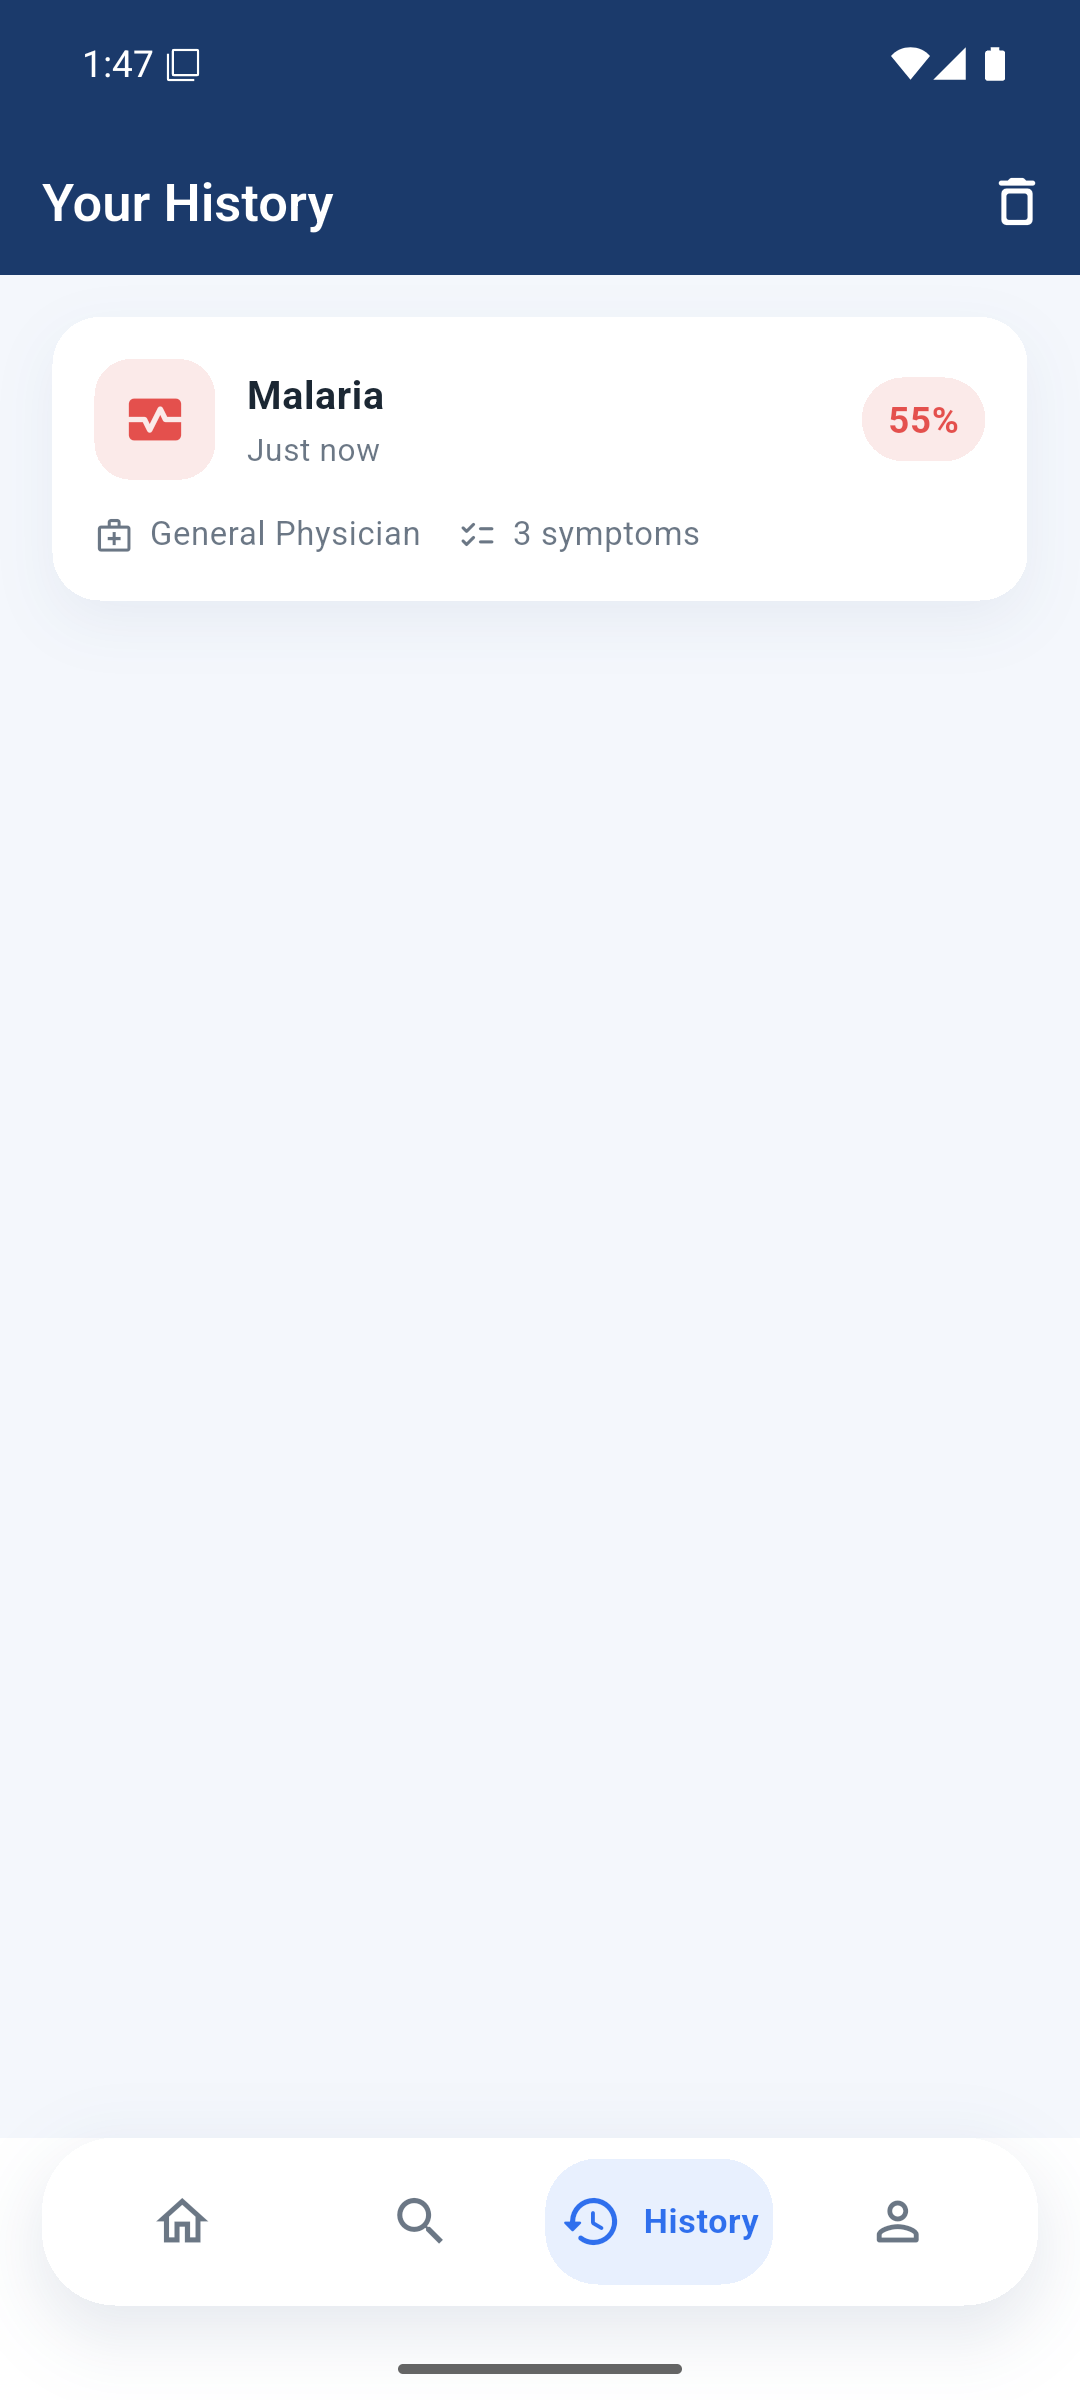 1:47
Your History
Malaria
Just now
55%
General Physician
3 symptoms
History